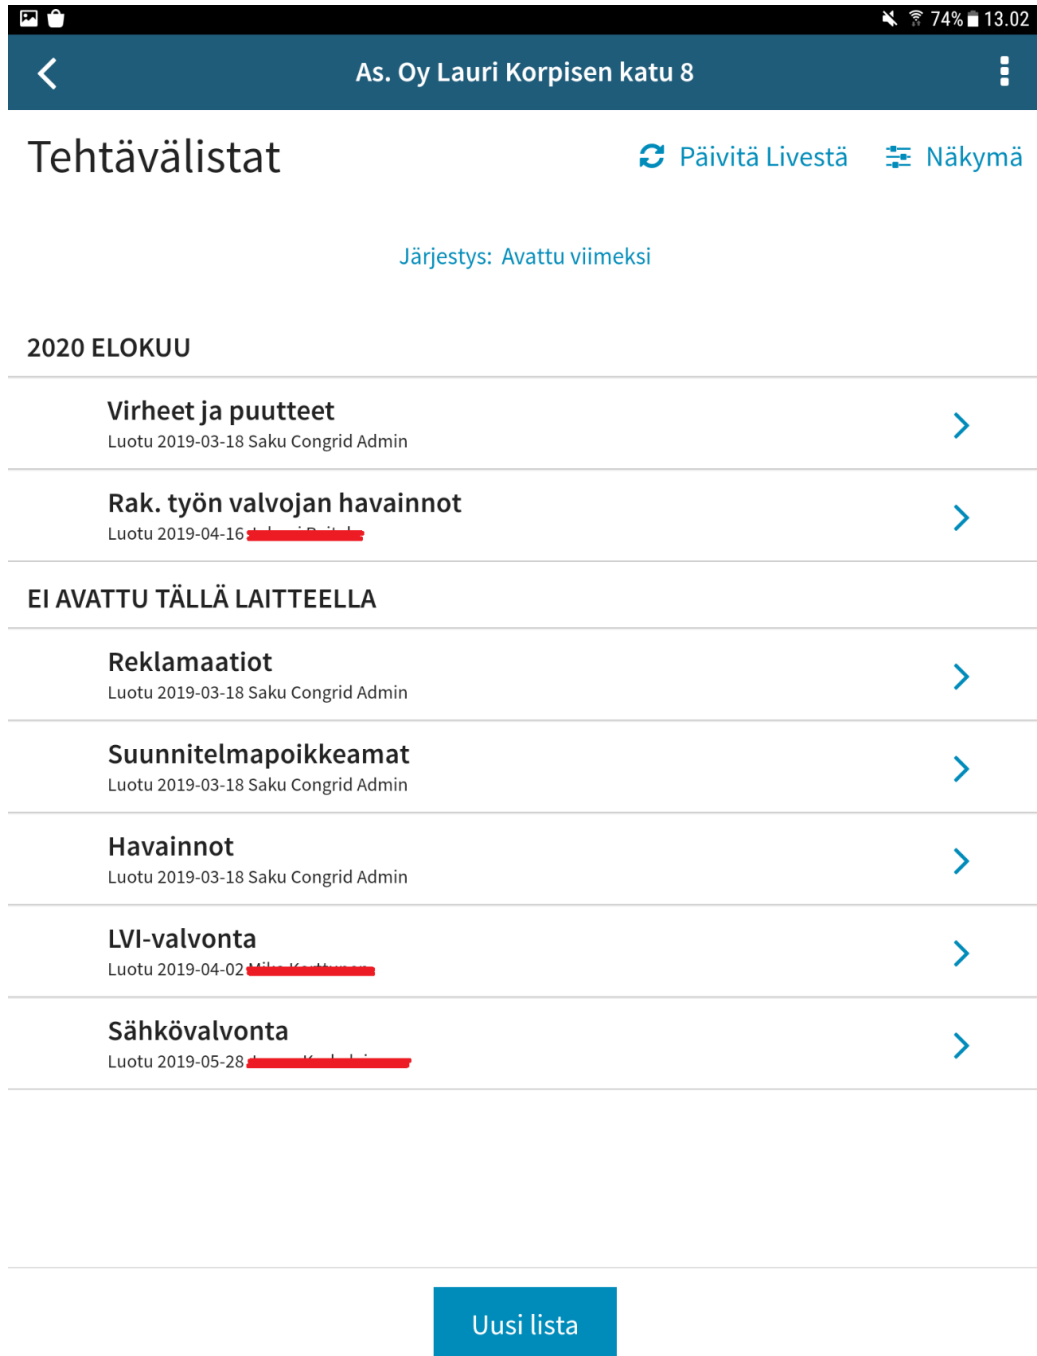 74% 13.02
As. Oy Lauri Korpisen katu 8
Tehtävälistat
Päivitä Livestä Näkymä
Järjestys: Avattu viimeksi
2020 ELOKUU
Virheet ja puutteet
Luotu 2019-03-18 Saku Congrid Admin
Rak. työn valvojan havainnot
Luotu 2019-04-16
EI AVATTU TÄLLÄ LAITTEELLA
Reklamaatiot
Luotu 2019-03-18 Saku Congrid Admin
Suunnitelmapoikkeamat
Luotu 2019-03-18 Saku Congrid Admin
Havainnot
Luotu 2019-03-18 Saku Congrid Admin
LVI-valvonta
Luotu 2019-04-02
Sähkövalvonta
Luotu 2019-05-28
Uusi lista